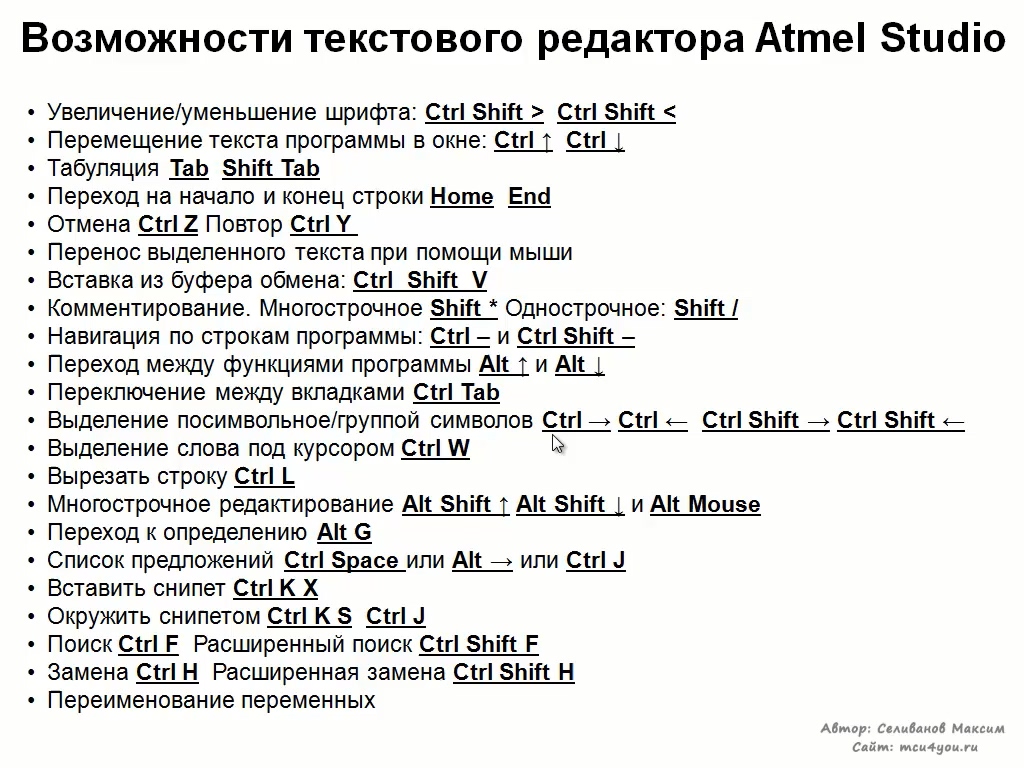 Возможности текстового редактора Atmel Studio
• Увеличение/уменьшение шрифта: Ctrl Shift > Ctrl Shift <
• Перемещение текста программы в окне: Ctrl ↑ Ctrl ↓
• Табуляция Tab Shift Tab
• Переход на начало и конец строки Home End
• Отмена Ctrl Z Повтор Ctrl Y
• Перенос выделенного текста при помощи мыши
• Вставка из буфера обмена: Ctrl Shift V
• Комментирование. Многострочное Shift * Однострочное: Shift /
• Навигация по строкам программы: Ctrl – и Ctrl Shift –
• Переход между функциями программы Alt ↑ и Alt ↓
• Переключение между вкладками Ctrl Tab
• Выделение посимвольное/группой символов Ctrl → Ctrl ← Ctrl Shift → Ctrl Shift ←
• Выделение слова под курсором Ctrl W
• Вырезать строку Ctrl L
• Многострочное редактирование Alt Shift ↑ Alt Shift ↓ и Alt Mouse
• Переход к определению Alt G
• Список предложений Ctrl Space или Alt → или Ctrl J
• Вставить снипет Ctrl K X
• Окружить снипетом Ctrl K S Ctrl J
• Поиск Ctrl F Расширенный поиск Ctrl Shift F
• Замена Ctrl H Расширенная замена Ctrl Shift H
• Переименование переменных
Автор: Селиванов Максим
Сайт: mcu4you.ru